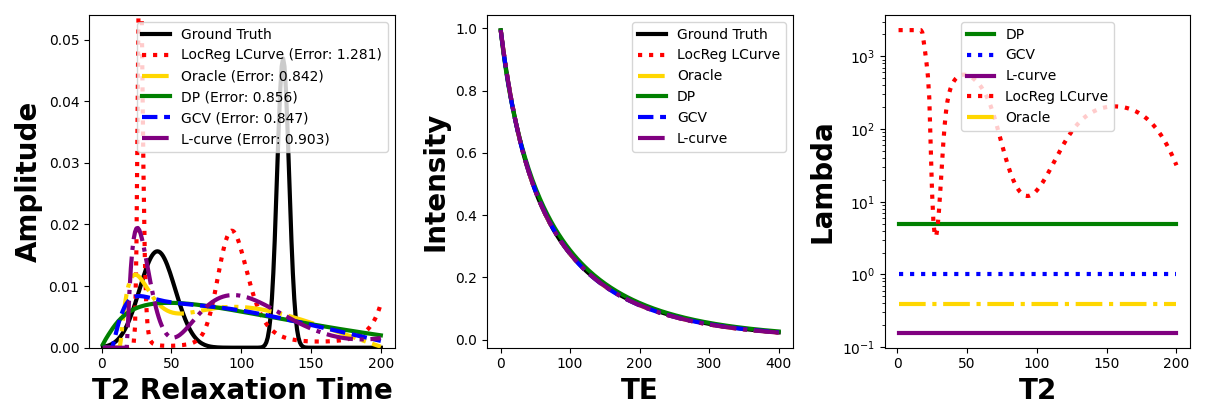 Amplitude
0.05
0.04
0.03
0.02
0.01
0.00
Ground Truth
LocReg LCurve (Error: 1.281)
Oracle (Error: 0.842)
DP (Error: 0.856)
GCV (Error: 0.847)
L-curve (Error: 0.903)
0 50 100 150 200
T2 Relaxation Time
Intensity
1.0
0.8
0.6
0.4
0.2
0.0
Ground Truth
LocReg LCurve
Oracle
DP
GCV
L-curve
0 100 200 300 400
TE
Lambda
10³
10²
10¹
10⁰
10⁻¹
DP
GCV
L-curve
LocReg LCurve
Oracle
0 50 100 150 200
T2